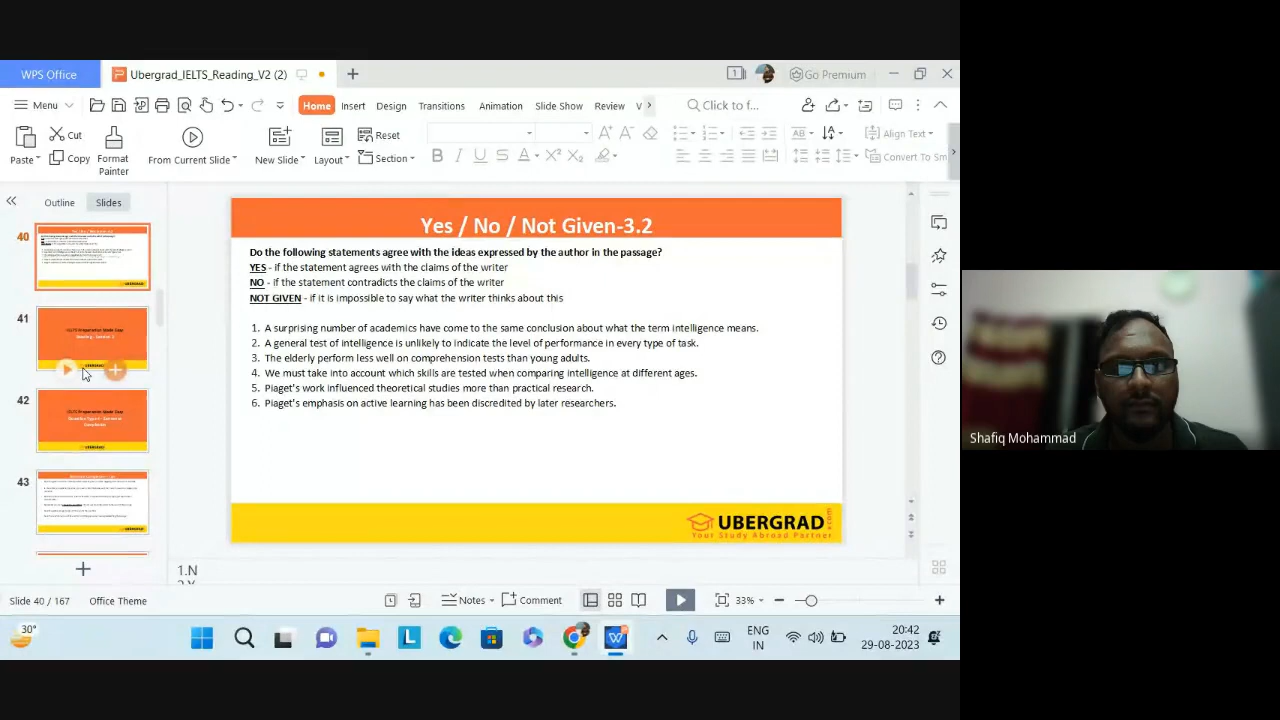 WPS Office
Ubergrad_IELTS_Reading_V2 (2)
Go Premium
Menu
Home
Insert
Design
Transitions
Animation
Slide Show
Review
Click to f...
Paste
Cut
Copy
Format Painter
From Current Slide
New Slide
Layout
Reset
Section
Align Text
Convert To Sm
Outline
Slides
40
41
42
43
Yes / No / Not Given-3.2
Do the following statements agree with the ideas expressed by the author in the passage?
YES - if the statement agrees with the claims of the writer
NO - if the statement contradicts the claims of the writer
NOT GIVEN - if it is impossible to say what the writer thinks about this
1. A surprising number of academics have come to the same conclusion about what the term intelligence means.
2. A general test of intelligence is unlikely to indicate the level of performance in every type of task.
3. The elderly perform less well on comprehension tests than young adults.
4. We must take into account which skills are tested when comparing intelligence at different ages.
5. Piaget's work influenced theoretical studies more than practical research.
6. Piaget's emphasis on active learning has been discredited by later researchers.
UBERGRAD.com
Your Study Abroad Partner
1.N
Slide 40 / 167
Office Theme
Notes
Comment
33%
30°
ENG
IN
20:42
29-08-2023
Shafiq Mohammad